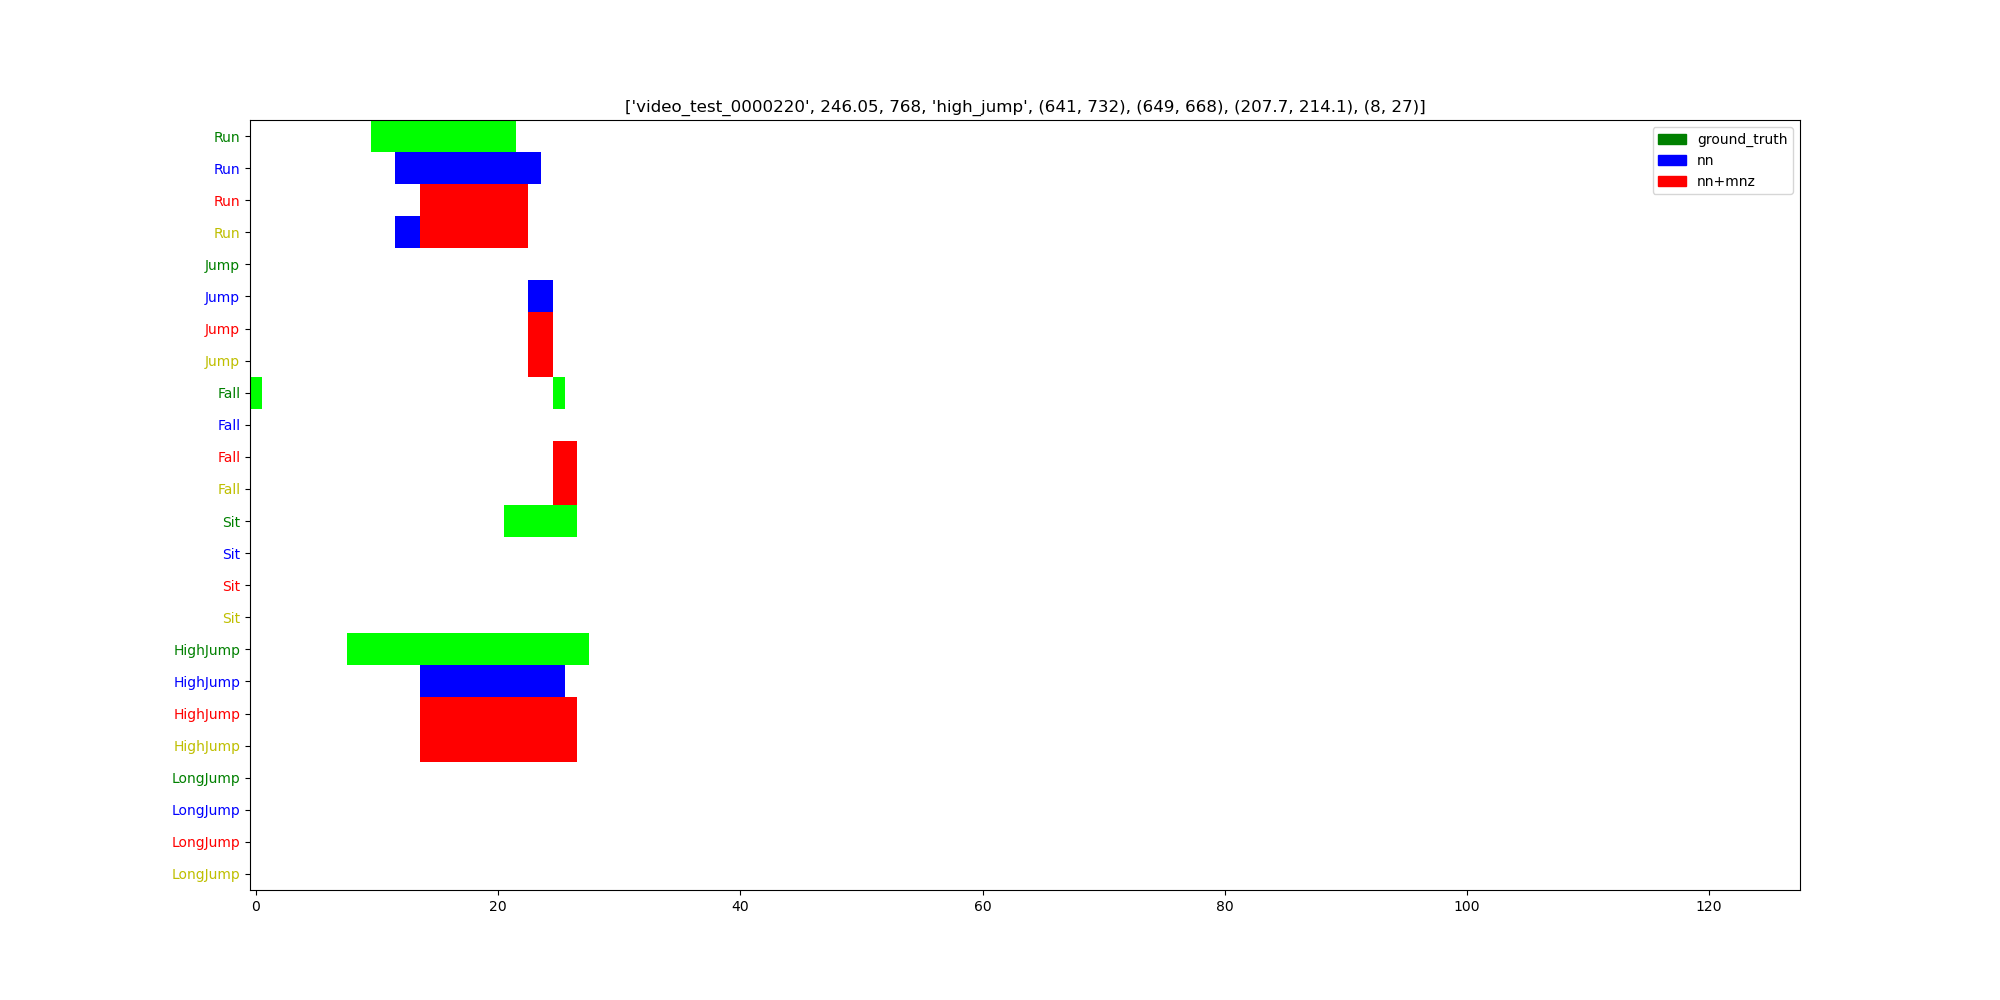 ['video_test_0000220', 246.05, 768, 'high_jump', (641, 732), (649, 668), (207.7, 214.1), (8, 27)]
ground_truth
nn
nn+mnz
Run
Run
Run
Run
Jump
Jump
Jump
Jump
Fall
Fall
Fall
Fall
Sit
Sit
Sit
Sit
HighJump
HighJump
HighJump
HighJump
LongJump
LongJump
LongJump
LongJump
0 20 40 60 80 100 120